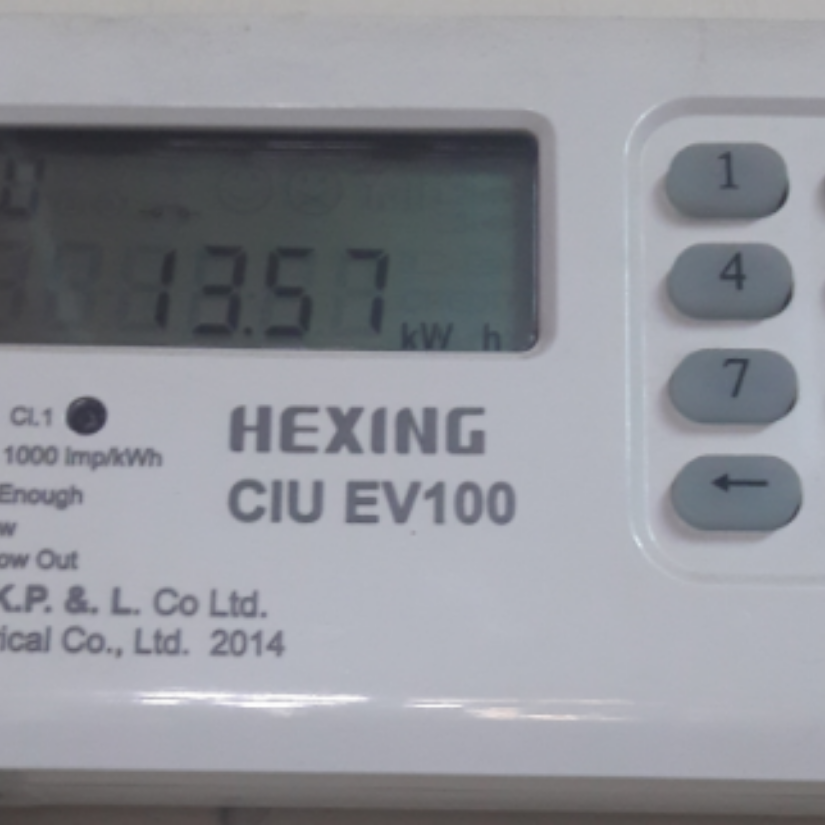 13.57
kW h
Cl.1
1000 Imp/kWh
HEXING
CIU EV100
Enough
w
ow Out
K.P. &. L. Co Ltd.
ical Co., Ltd. 2014
1
4
7
←